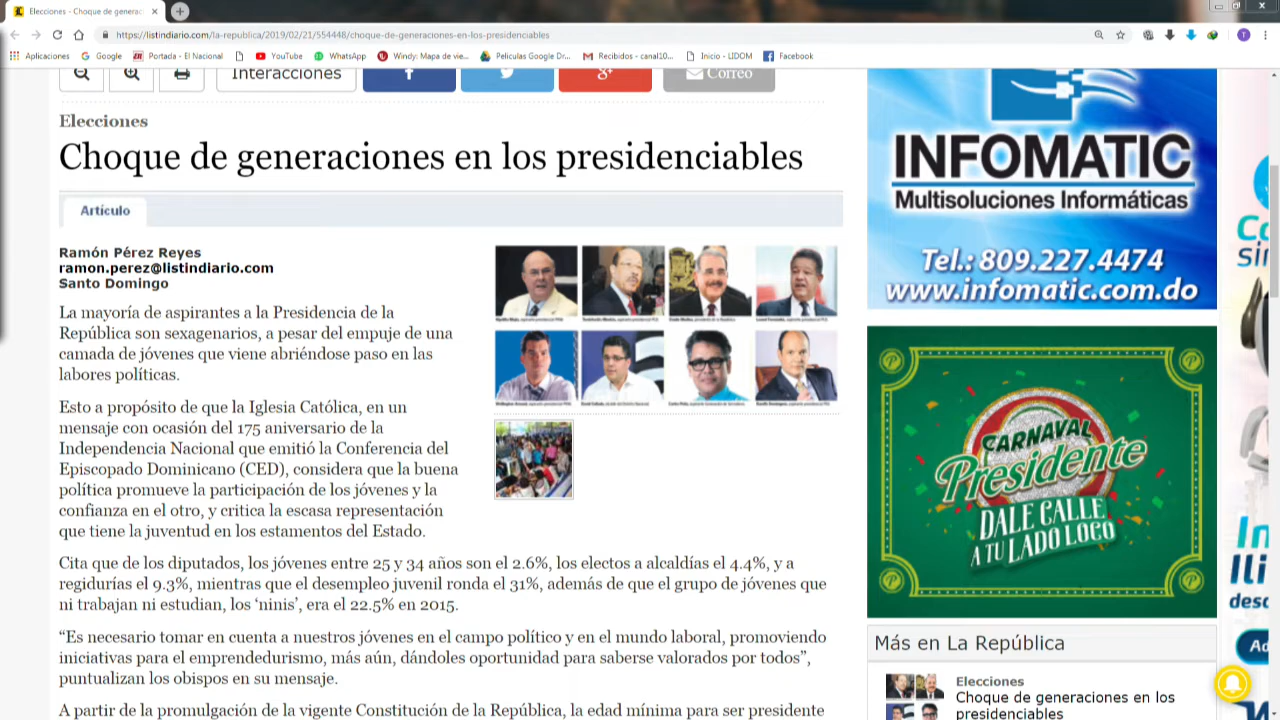 Elecciones - Choque de generac
https://listindiario.com/la-republica/2019/02/21/554448/choque-de-generaciones-en-los-presidenciables
Aplicaciones
Google
Portada - El Nacional
YouTube
WhatsApp
Windy: Mapa de vie...
Peliculas Google Dr...
Recibidos - canal10...
Inicio - LIDOM
Facebook
Interacciones
Correo
Elecciones
Choque de generaciones en los presidenciables
Artículo
Ramón Pérez Reyes
ramon.perez@listindiario.com
Santo Domingo
La mayoría de aspirantes a la Presidencia de la
República son sexagenarios, a pesar del empuje de una
camada de jóvenes que viene abriéndose paso en las
labores políticas.
Esto a propósito de que la Iglesia Católica, en un
mensaje con ocasión del 175 aniversario de la
Independencia Nacional que emitió la Conferencia del
Episcopado Dominicano (CED), considera que la buena
política promueve la participación de los jóvenes y la
confianza en el otro, y critica la escasa representación
que tiene la juventud en los estamentos del Estado.
Cita que de los diputados, los jóvenes entre 25 y 34 años son el 2.6%, los electos a alcaldías el 4.4%, y a
regidurías el 9.3%, mientras que el desempleo juvenil ronda el 31%, además de que el grupo de jóvenes que
ni trabajan ni estudian, los ‘ninis’, era el 22.5% en 2015.
“Es necesario tomar en cuenta a nuestros jóvenes en el campo político y en el mundo laboral, promoviendo
iniciativas para el emprendedurismo, más aún, dándoles oportunidad para saberse valorados por todos”,
puntualizan los obispos en su mensaje.
A partir de la promulgación de la vigente Constitución de la República, la edad mínima para ser presidente
INFOMATIC
Multisoluciones Informáticas
Tel.: 809.227.4474
www.infomatic.com.do
CARNAVAL
Presidente
DALE CALLE
A TU LADO LOCO
Más en La República
Elecciones
Choque de generaciones en los
presidenciables